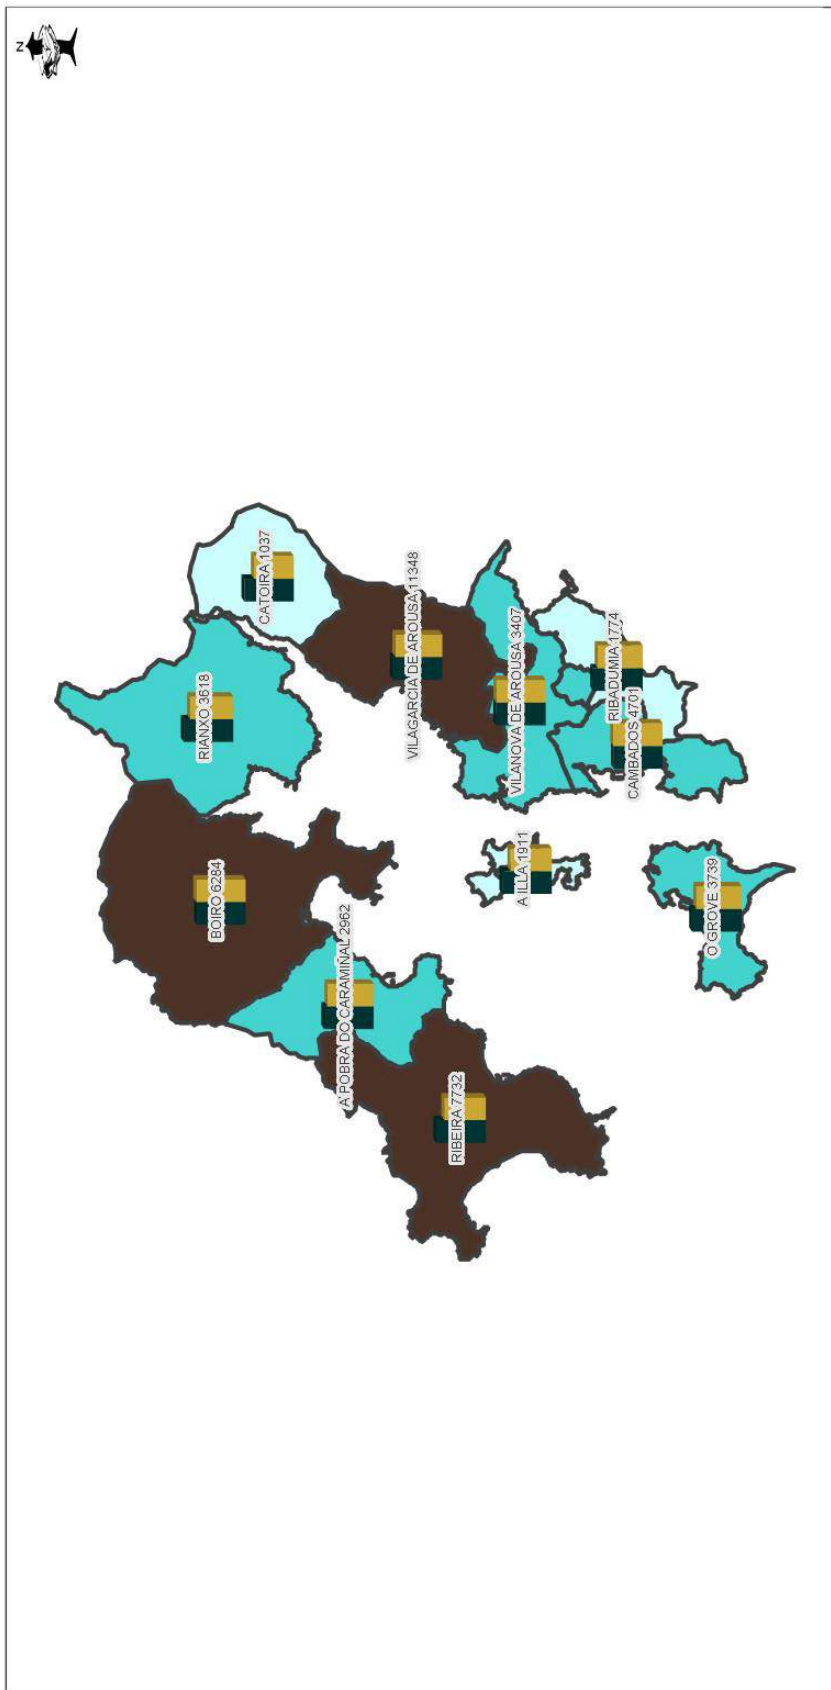 N
RIANXO 3618
CATOIRA 1037
BOIRO 6284
A POBRA DO CARAMIÑAL 2962
VILAGARCIA DE AROUSA 11348
RIBEIRA 7732
VILANOVA DE AROUSA 3407
A ILLA 1911
RIBADUMIA 1774
CAMBADOS 4701
O GROVE 3739